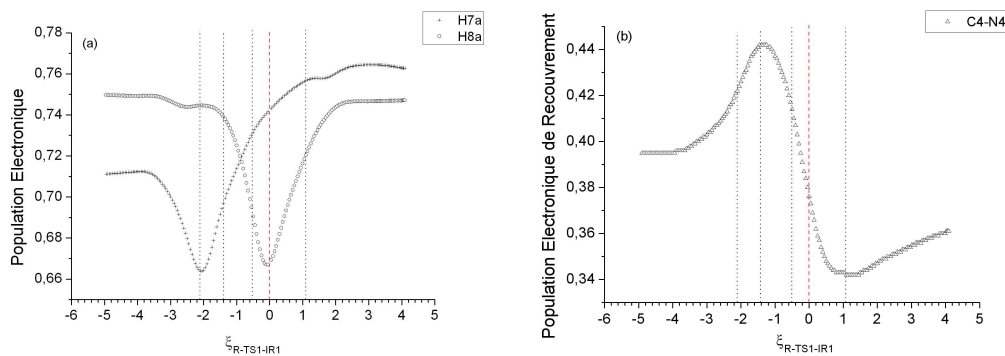 (a)
+ H7a
○ H8a
Population Electronique
0,78
0,76
0,74
0,72
0,70
0,68
0,66
-6 -5 -4 -3 -2 -1 0 1 2 3 4 5
ξR-TS1-IR1
(b)
△ C4-N4
Population Electronique de Recouvrement
0,44
0,42
0,40
0,38
0,36
0,34
-6 -5 -4 -3 -2 -1 0 1 2 3 4 5
ξR-TS1-IR1